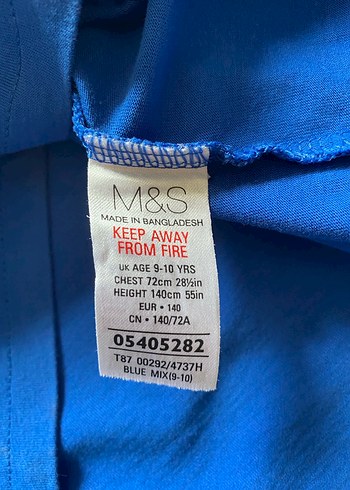 M&S
MADE IN BANGLADESH
KEEP AWAY
FROM FIRE
UK AGE 9-10 YRS
CHEST 72cm 28½in
HEIGHT 140cm 55in
EUR • 140
CN • 140/72A
05405282
T87 00292/4737H
BLUE MIX(9-10)